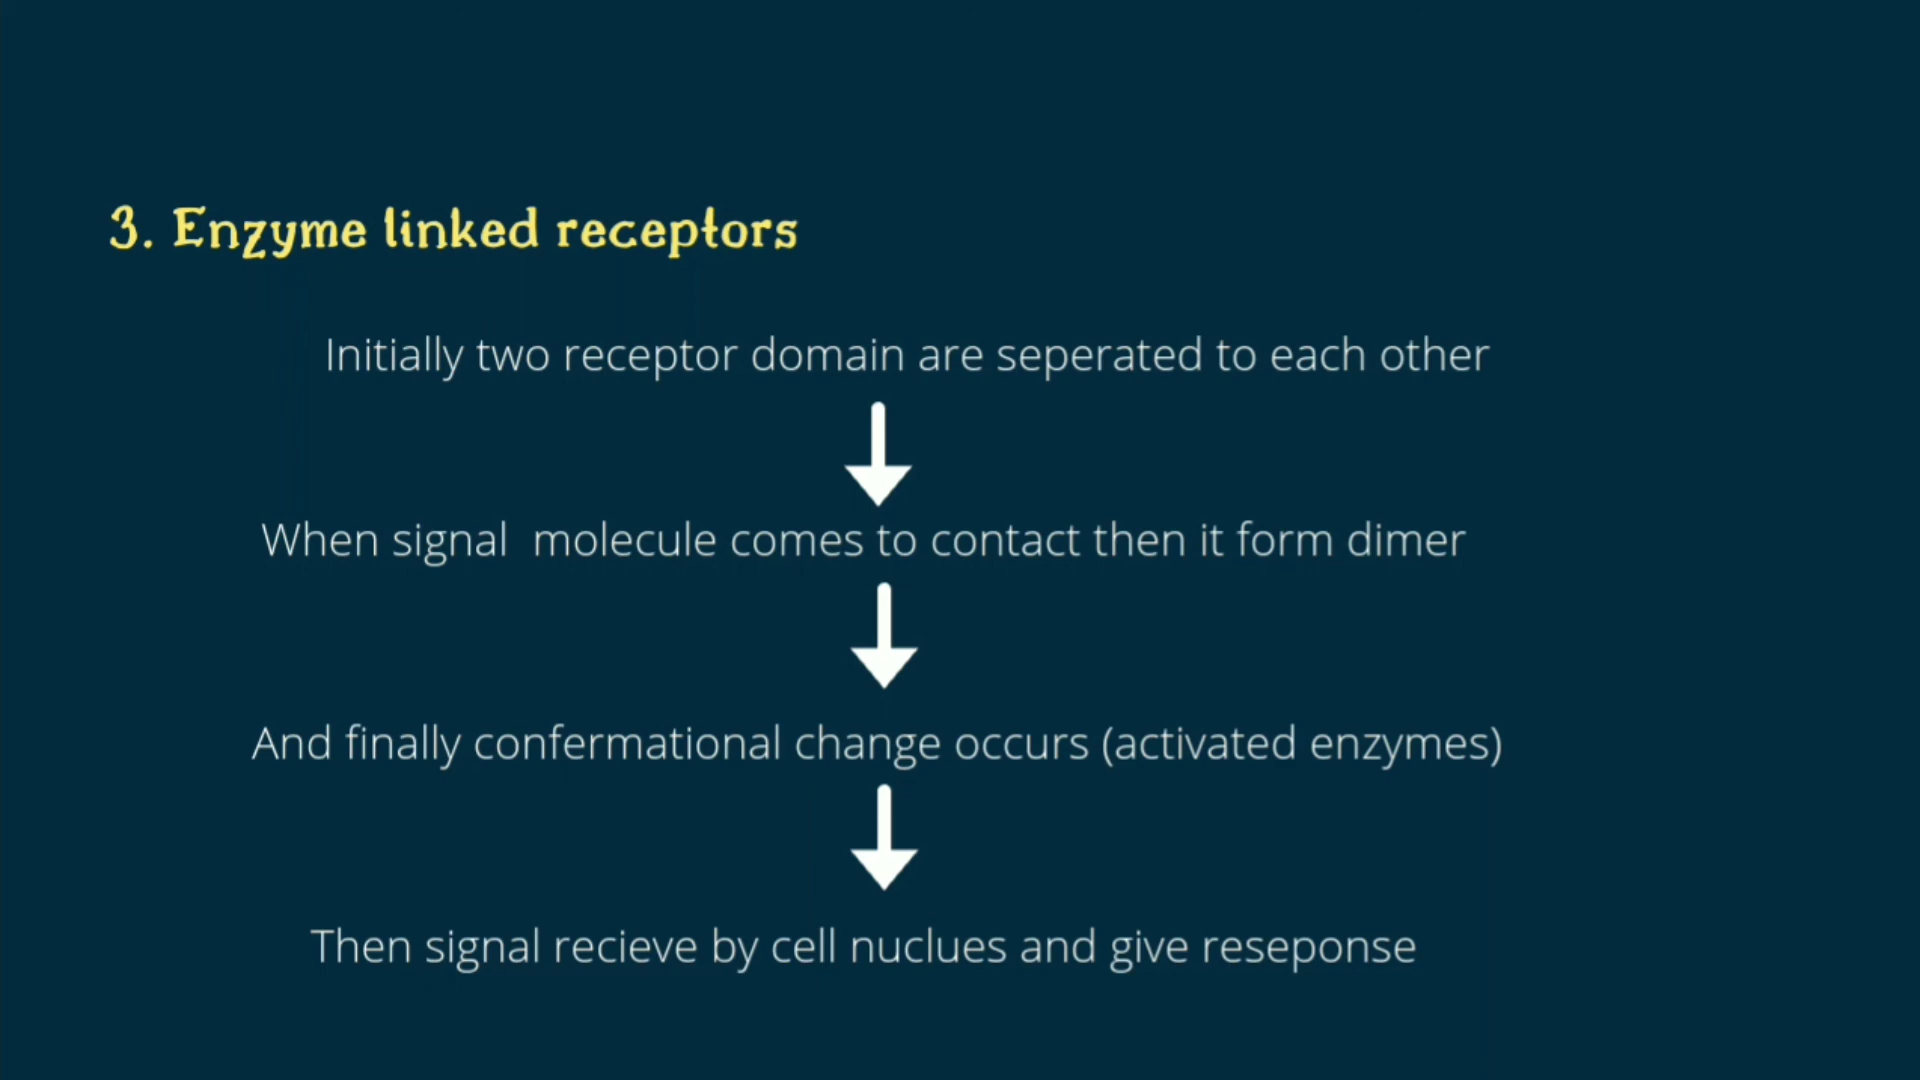 3. Enzyme linked receptors
Initially two receptor domain are seperated to each other
When signal molecule comes to contact then it form dimer
And finally confermational change occurs (activated enzymes)
Then signal recieve by cell nuclues and give reseponse